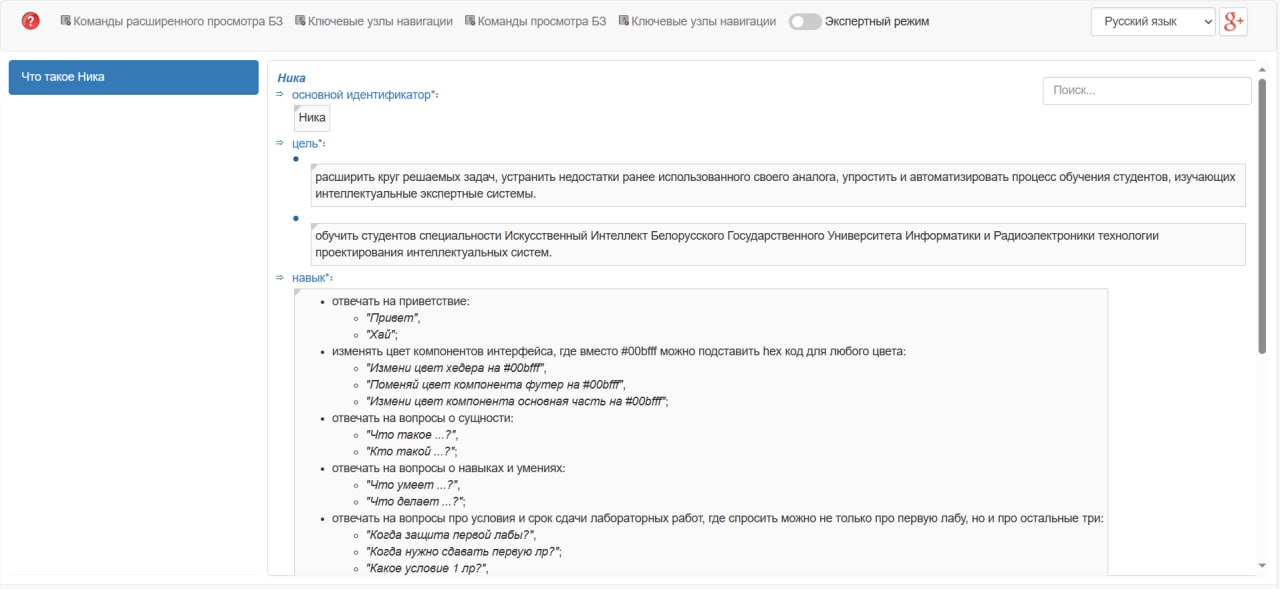 Команды расширенного просмотра БЗ Ключевые узлы навигации Команды просмотра БЗ Ключевые узлы навигации Экспертный режим Русский язык g+
Что такое Ника
Ника
основной идентификатор*:
Поиск...
Ника
цель*:
расширить круг решаемых задач, устранить недостатки ранее использованного своего аналога, упростить и автоматизировать процесс обучения студентов, изучающих
интеллектуальные экспертные системы.
обучить студентов специальности Искусственный Интеллект Белорусского Государственного Университета Информатики и Радиоэлектроники технологии
проектирования интеллектуальных систем.
навык*:
отвечать на приветствие:
"Привет",
"Хай";
изменять цвет компонентов интерфейса, где вместо #00bfff можно подставить hex код для любого цвета:
"Измени цвет хедера на #00bfff",
"Поменяй цвет компонента футер на #00bfff",
"Измени цвет компонента основная часть на #00bfff";
отвечать на вопросы о сущности:
"Что такое ...?",
"Кто такой ...?";
отвечать на вопросы о навыках и умениях:
"Что умеет ...?",
"Что делает ...?";
отвечать на вопросы про условия и срок сдачи лабораторных работ, где спросить можно не только про первую лабу, но и про остальные три:
"Когда защита первой лабы?",
"Когда нужно сдавать первую лр?";
"Какое условие 1 лр?",